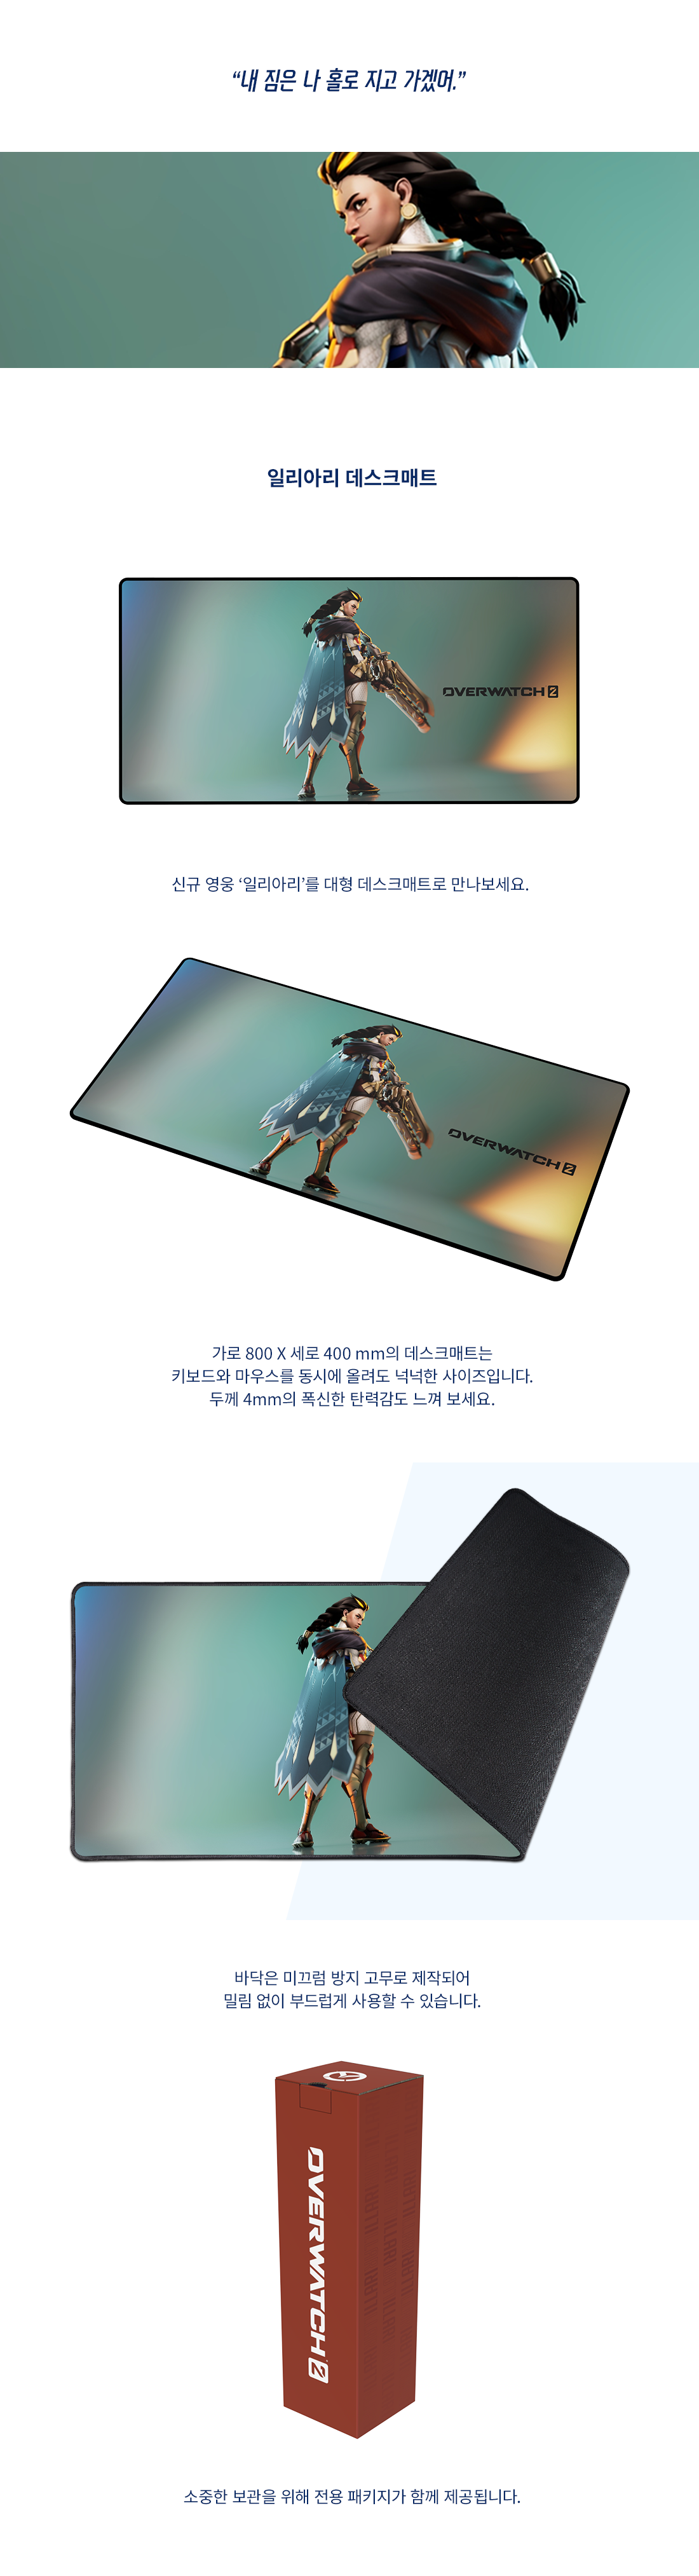 “내 짐은 나 홀로 지고 가겠어.”
일리아리 데스크매트
OVERWATCH 2
신규 영웅 ‘일리아리’를 대형 데스크매트로 만나보세요.
OVERWATCH 2
가로 800 X 세로 400 mm의 데스크매트는
키보드와 마우스를 동시에 올려도 넉넉한 사이즈입니다.
두께 4mm의 폭신한 탄력감도 느껴 보세요.
바닥은 미끄럼 방지 고무로 제작되어
밀림 없이 부드럽게 사용할 수 있습니다.
OVERWATCH 2
소중한 보관을 위해 전용 패키지가 함께 제공됩니다.